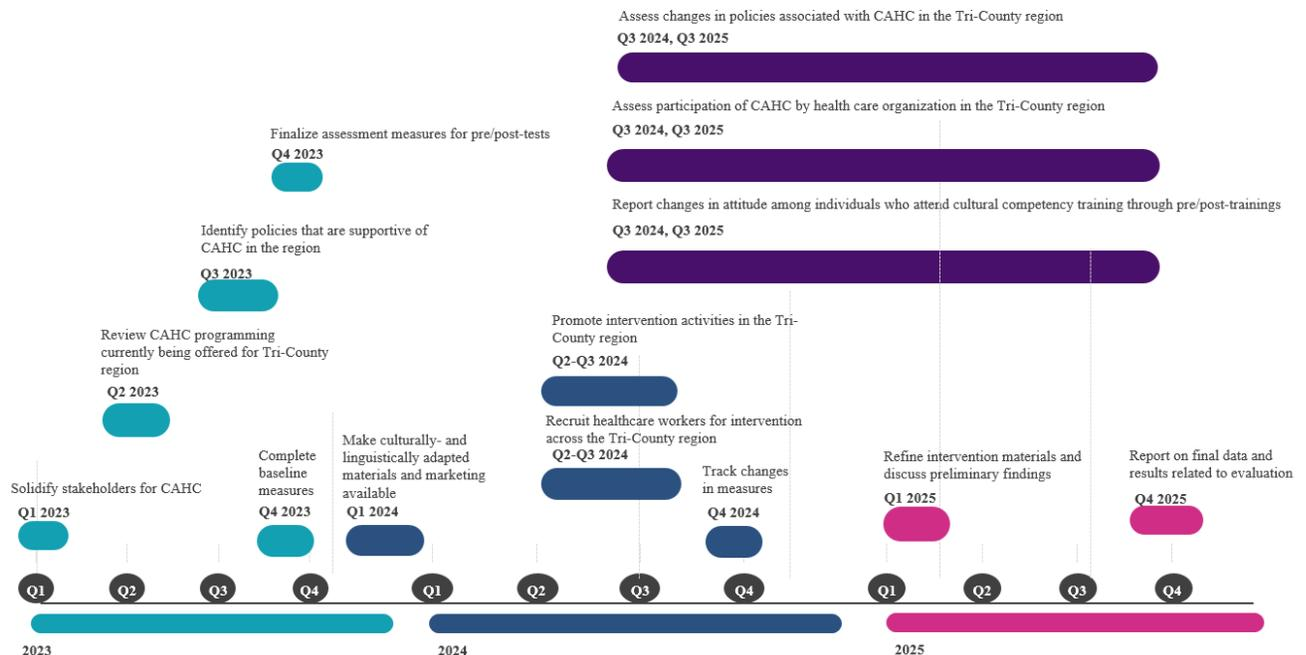 Assess changes in policies associated with CAHC in the Tri-County region
Q3 2024, Q3 2025
Assess participation of CAHC by health care organization in the Tri-County region
Q3 2024, Q3 2025
Finalize assessment measures for pre/post-tests
Q4 2023
Report changes in attitude among individuals who attend cultural competency training through pre/post-trainings
Q3 2024, Q3 2025
Identify policies that are supportive of
CAHC in the region
Q3 2023
Promote intervention activities in the Tri-
County region
Q2-Q3 2024
Review CAHC programming
currently being offered for Tri-County
region
Q2 2023
Recruit healthcare workers for intervention
across the Tri-County region
Q2-Q3 2024
Solidify stakeholders for CAHC
Q1 2023
Complete
baseline
measures
Q4 2023
Make culturally- and
linguistically adapted
materials and marketing
available
Q1 2024
Track changes
in measures
Q4 2024
Refine intervention materials and
discuss preliminary findings
Q1 2025
Report on final data and
results related to evaluation
Q4 2025
Q1 Q2 Q3 Q4 Q1 Q2 Q3 Q4 Q1 Q2 Q3 Q4
2023 2024 2025